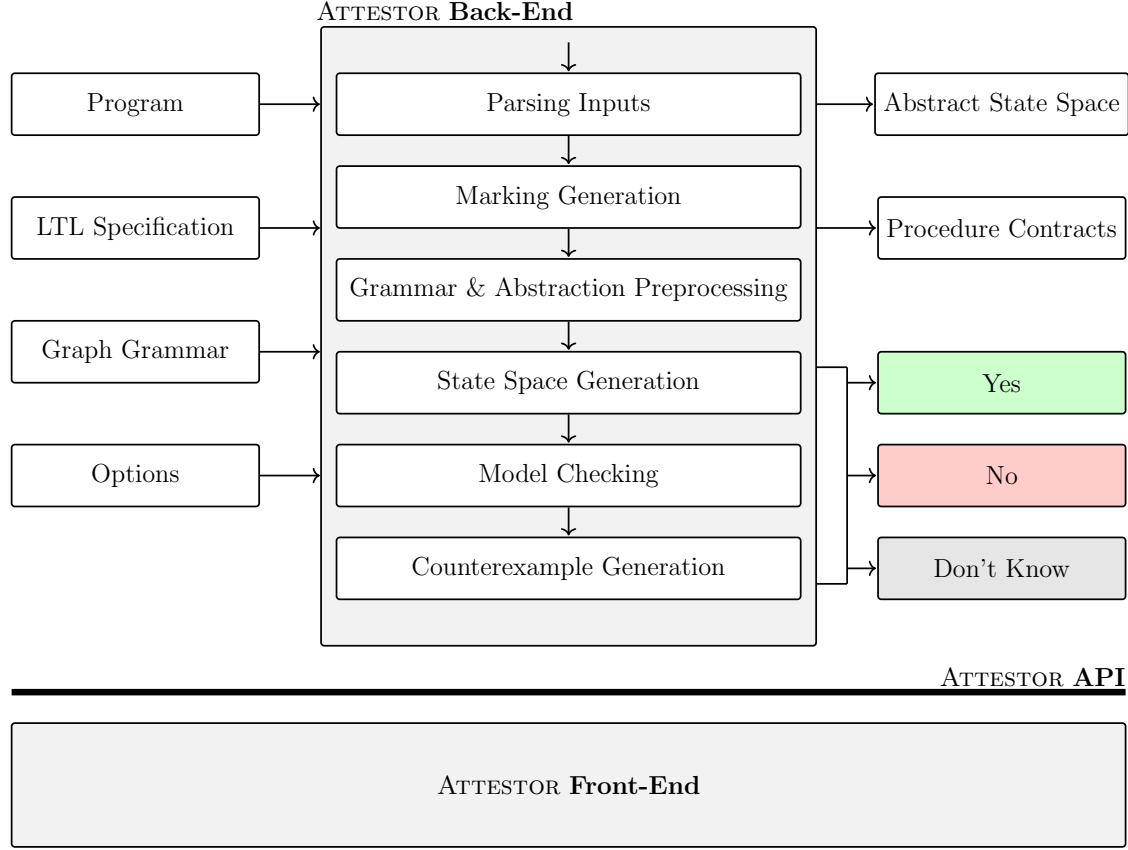 ATTESTOR Back-End
Program
LTL Specification
Graph Grammar
Options
Parsing Inputs
Marking Generation
Grammar & Abstraction Preprocessing
State Space Generation
Model Checking
Counterexample Generation
Abstract State Space
Procedure Contracts
Yes
No
Don't Know
ATTESTOR API
ATTESTOR Front-End